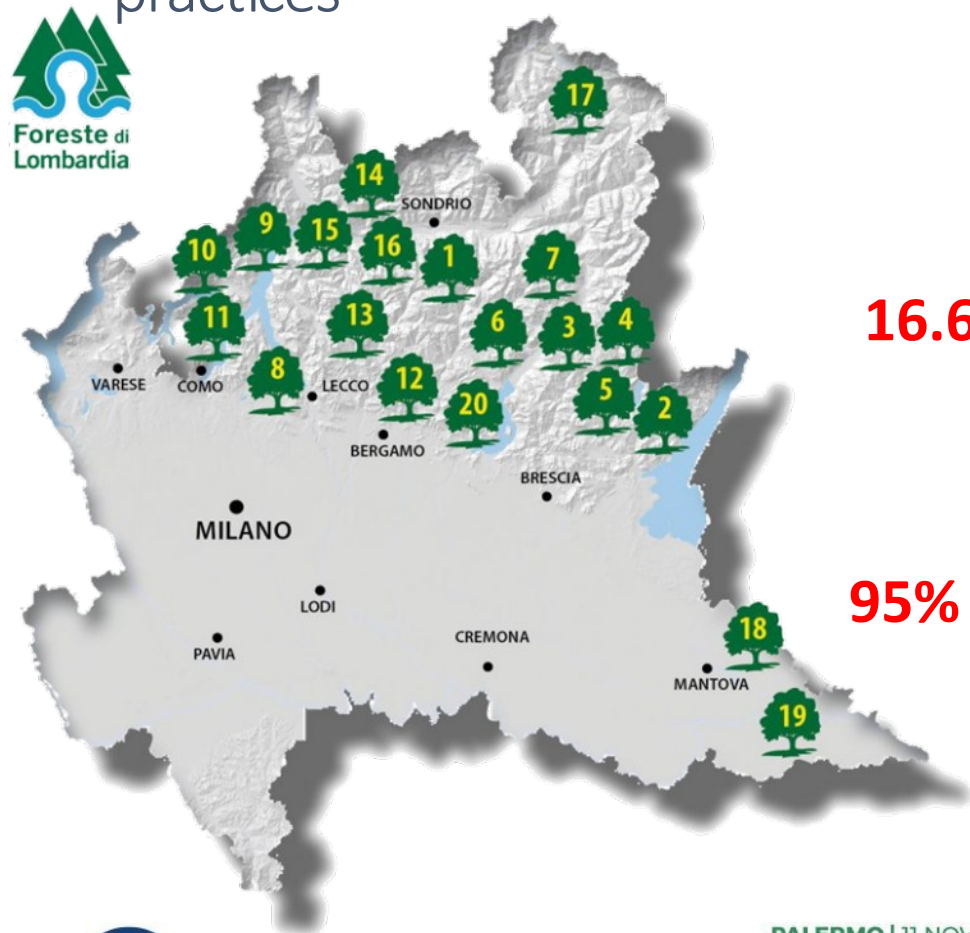 practices
Foreste di
Lombardia
17
14
SONDRIO
9
15
10
16
1
7
13
11
6
3
4
VARESE
COMO
8
LECCO
12
5
20
2
BERGAMO
BRESCIA
MILANO
LODI
PAVIA
CREMONA
18
MANTOVA
19
16.6
95%
PALERMO | 11 NOV